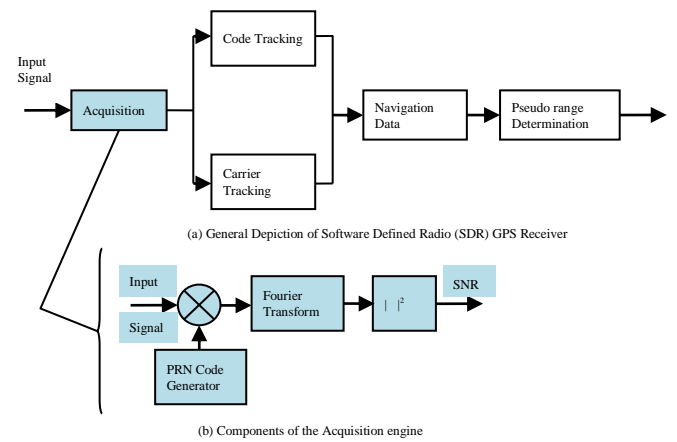 Code Tracking
Input
Signal
Acquisition
Navigation
Data
Pseudo range
Determination
Carrier
Tracking
(a) General Depiction of Software Defined Radio (SDR) GPS Receiver
Input
Signal
Fourier
Transform
| |²
SNR
PRN Code
Generator
(b) Components of the Acquisition engine